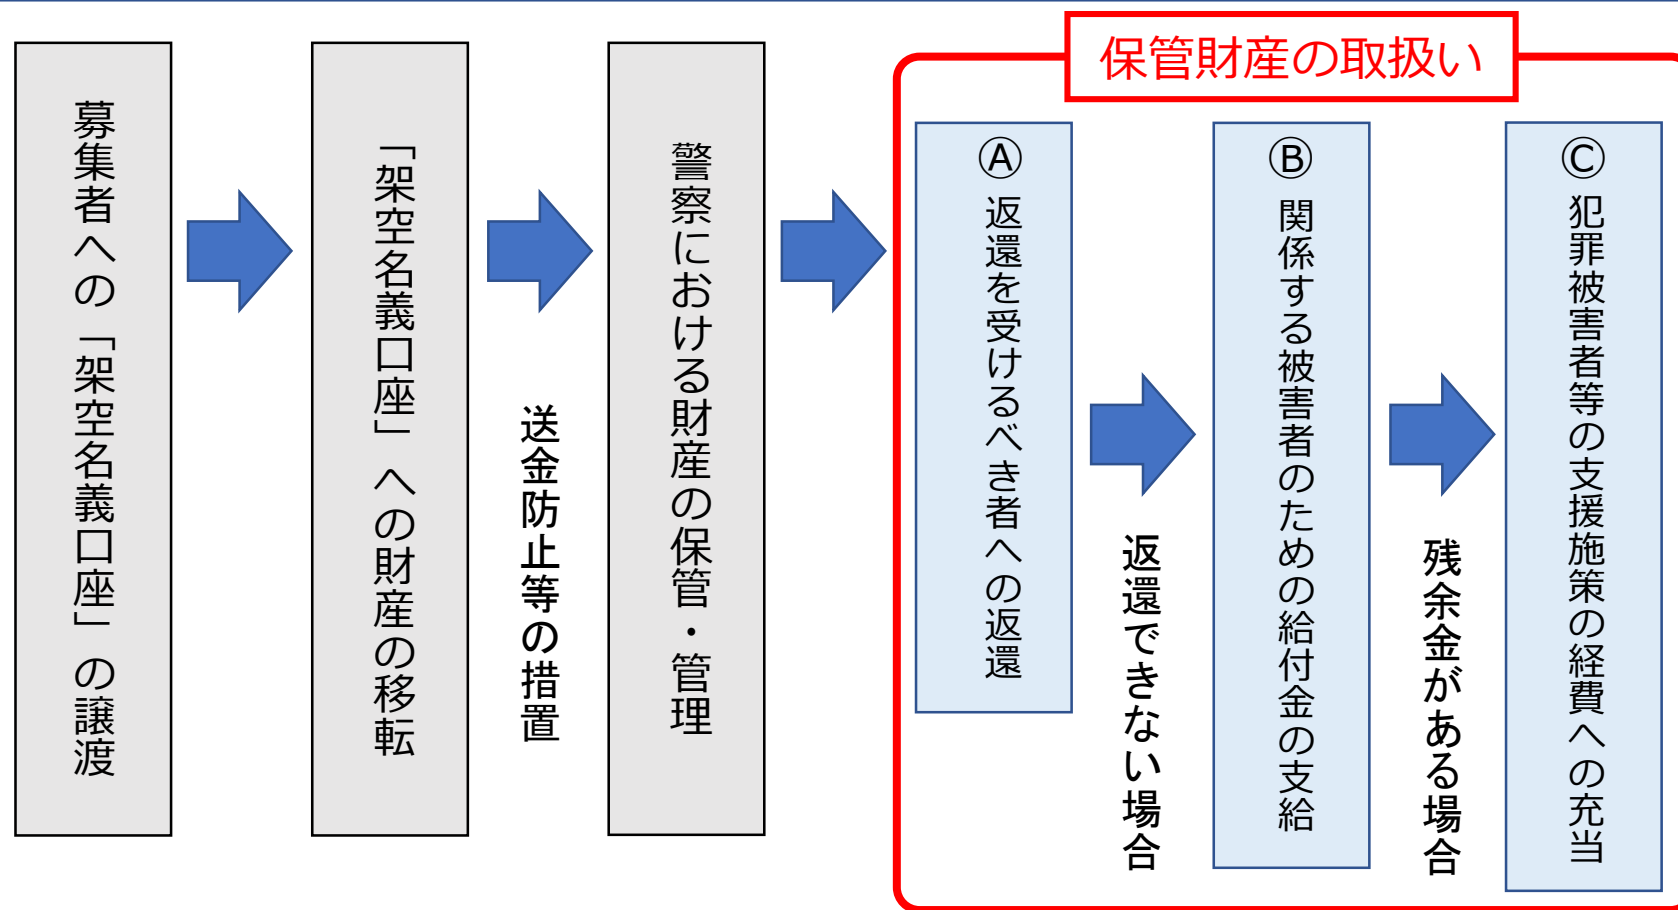 募集者への「架空名義口座」の譲渡
「架空名義口座」への財産の移転
送金防止等の措置
警察における財産の保管・管理
保管財産の取扱い
Ⓐ 返還を受けるべき者への返還
返還できない場合
Ⓑ 関係する被害者のための給付金の支給
残余金がある場合
Ⓒ 犯罪被害者等の支援施策の経費への充当